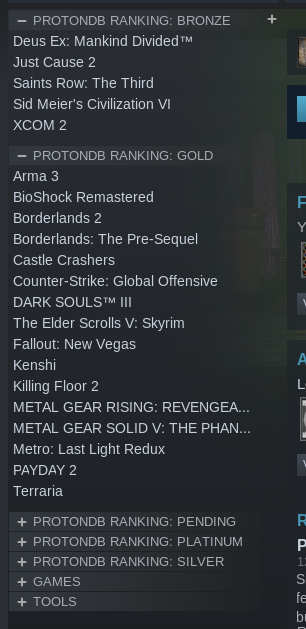 PROTONDB RANKING: BRONZE
Deus Ex: Mankind Divided™
Just Cause 2
Saints Row: The Third
Sid Meier's Civilization VI
XCOM 2
PROTONDB RANKING: GOLD
Arma 3
BioShock Remastered
Borderlands 2
Borderlands: The Pre-Sequel
Castle Crashers
Counter-Strike: Global Offensive
DARK SOULS™ III
The Elder Scrolls V: Skyrim
Fallout: New Vegas
Kenshi
Killing Floor 2
METAL GEAR RISING: REVENGEA...
METAL GEAR SOLID V: THE PHAN...
Metro: Last Light Redux
PAYDAY 2
Terraria
PROTONDB RANKING: PENDING
PROTONDB RANKING: PLATINUM
PROTONDB RANKING: SILVER
GAMES
TOOLS